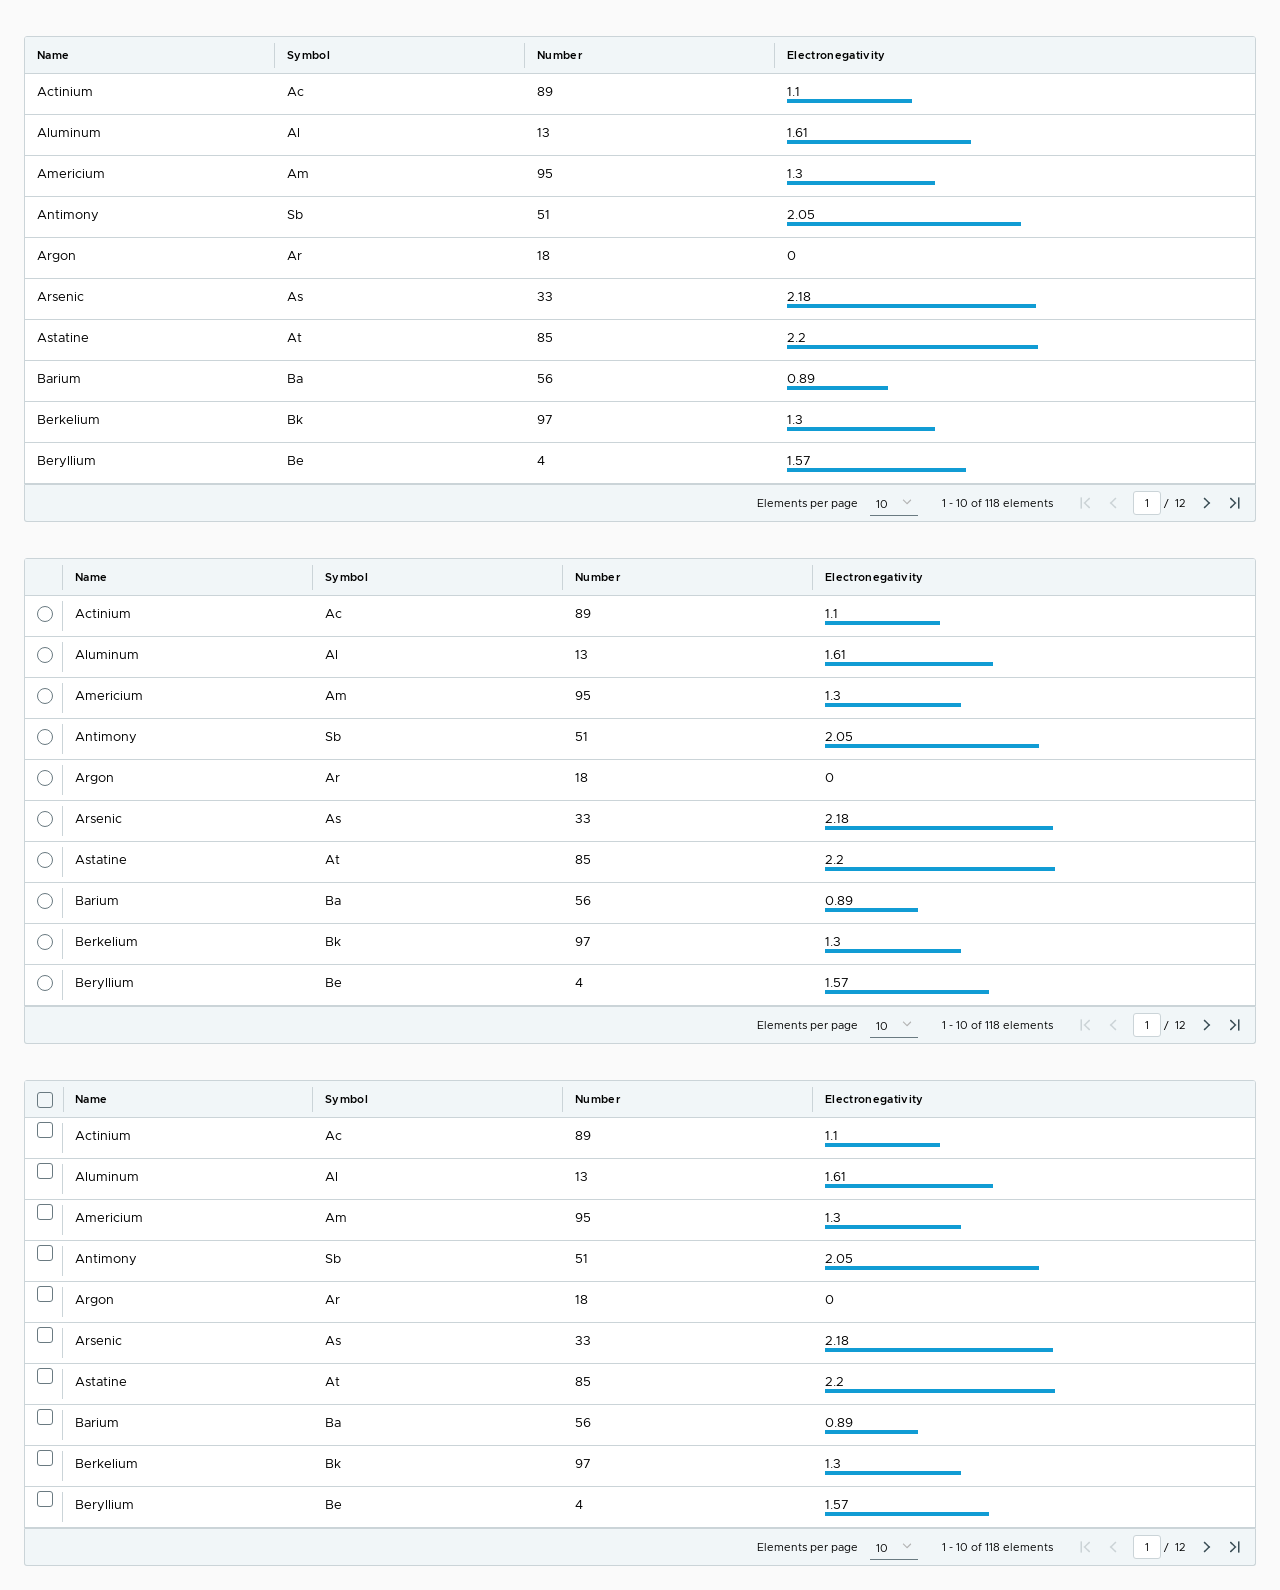 Name Symbol Number Electronegativity
Actinium Ac 89 1.1
Aluminum Al 13 1.61
Americium Am 95 1.3
Antimony Sb 51 2.05
Argon Ar 18 0
Arsenic As 33 2.18
Astatine At 85 2.2
Barium Ba 56 0.89
Berkelium Bk 97 1.3
Beryllium Be 4 1.57
Elements per page 10 1 - 10 of 118 elements 1 / 12
Name Symbol Number Electronegativity
Actinium Ac 89 1.1
Aluminum Al 13 1.61
Americium Am 95 1.3
Antimony Sb 51 2.05
Argon Ar 18 0
Arsenic As 33 2.18
Astatine At 85 2.2
Barium Ba 56 0.89
Berkelium Bk 97 1.3
Beryllium Be 4 1.57
Elements per page 10 1 - 10 of 118 elements 1 / 12
Name Symbol Number Electronegativity
Actinium Ac 89 1.1
Aluminum Al 13 1.61
Americium Am 95 1.3
Antimony Sb 51 2.05
Argon Ar 18 0
Arsenic As 33 2.18
Astatine At 85 2.2
Barium Ba 56 0.89
Berkelium Bk 97 1.3
Beryllium Be 4 1.57
Elements per page 10 1 - 10 of 118 elements 1 / 12